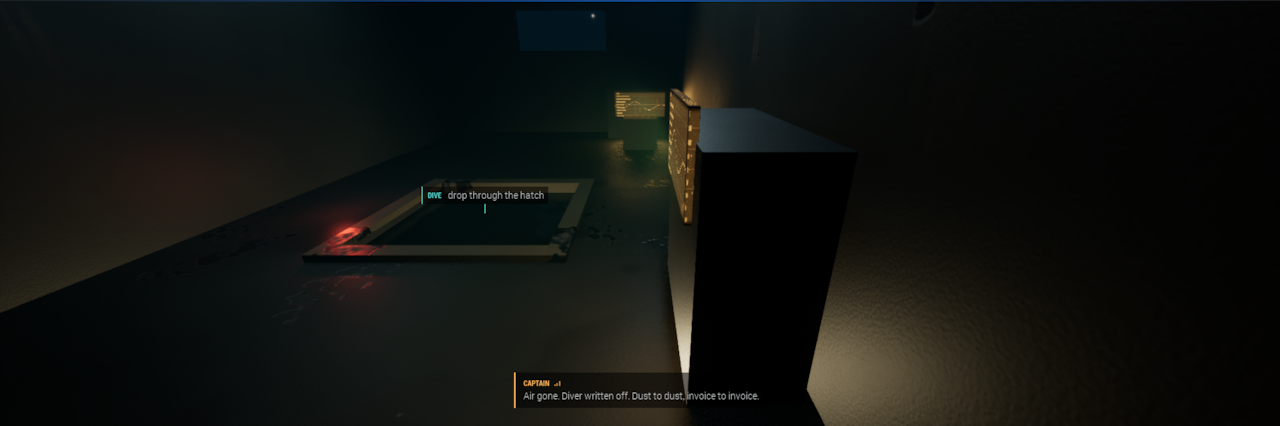 DIVE drop through the hatch
CAPTAIN
Air gone. Diver written off. Dust to dust, invoice to invoice.